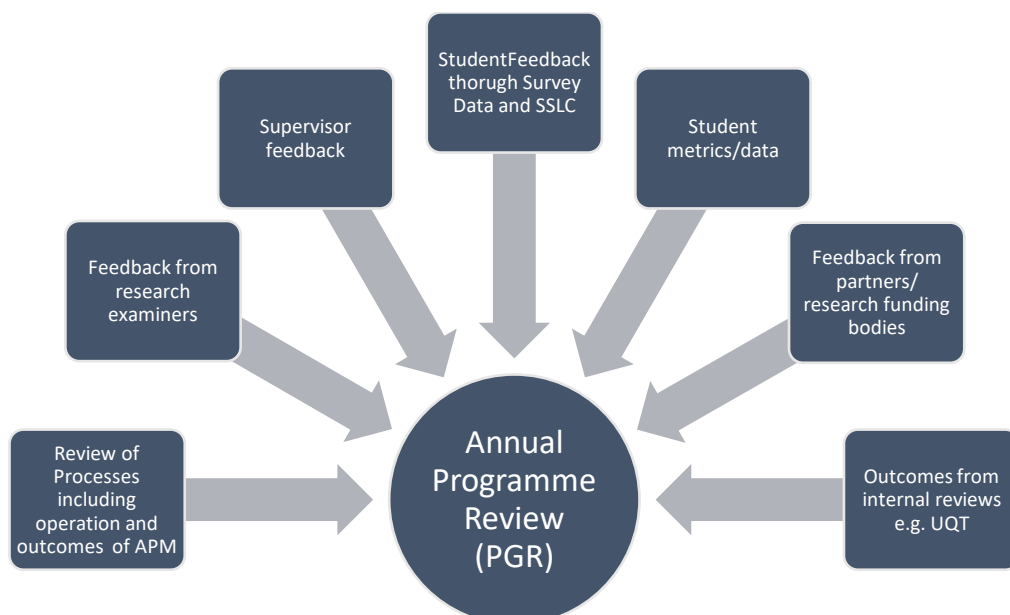 StudentFeedback
thorugh Survey
Data and SSLC
Supervisor
feedback
Student
metrics/data
Feedback from
research
examiners
Feedback from
partners/
research funding
bodies
Review of
Processes
including
operation and
outcomes of APM
Annual
Programme
Review
(PGR)
Outcomes from
internal reviews
e.g. UQT